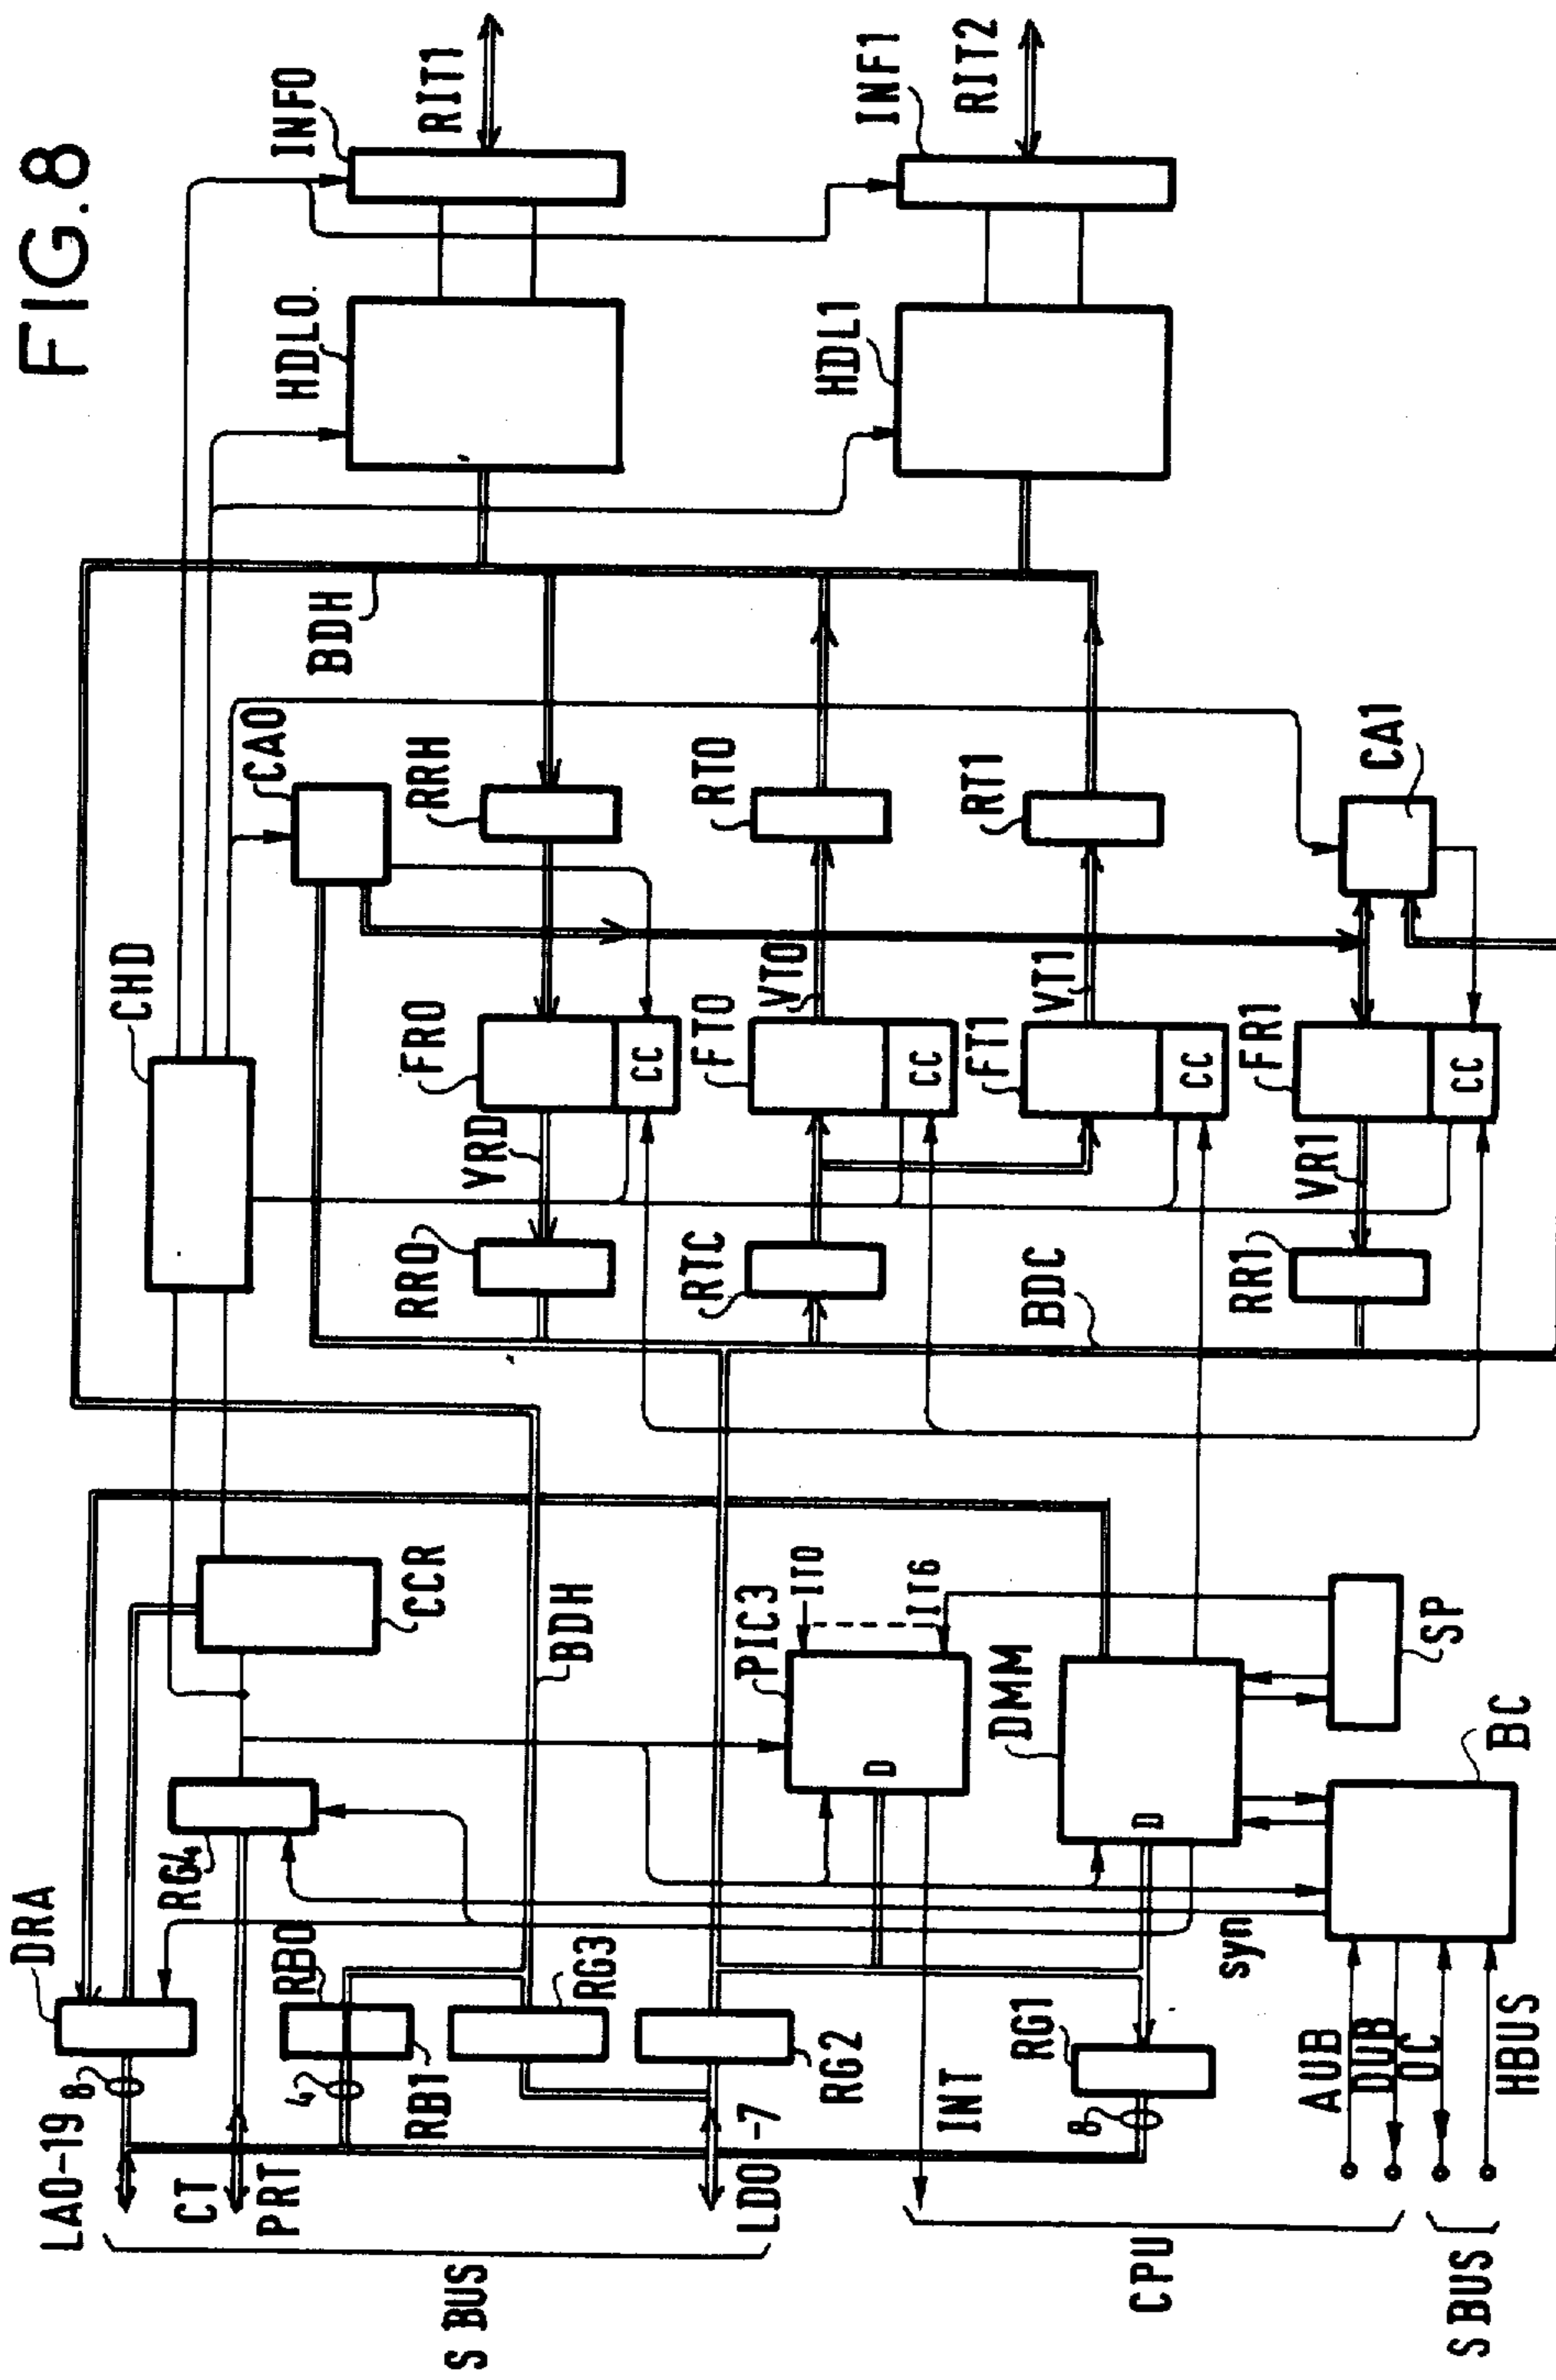 FIG.8
INF0
RIT1
INF1
RIT2
HDL0
HDL1
BDH
CA0
RRH
RT0
RT1
CA1
CHD
FR0
CC
FT0
VT0
CC
FT1
VT1
CC
FR1
CC
VRD
RR0
RTC
BDC
VR1
RR1
CCR
BDH
PIC3
IT0
IT6
D
DMM
D
SP
BC
DRA
RG4
RB0
RB1
RG3
RG2
RG1
syn
8
4
8
LA0-19
CT
PRT
LD0-7
INT
AUB
DUB
OC
HBUS
S BUS
CPU
S BUS